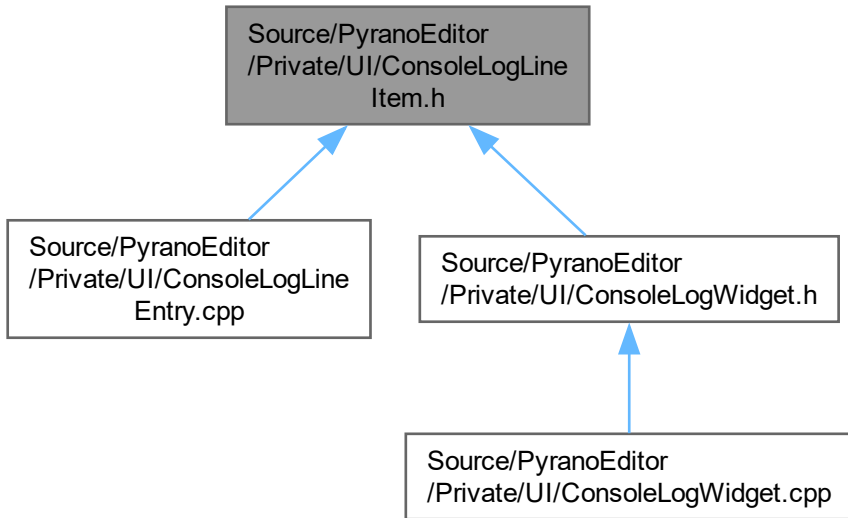 Source/PyranoEditor
/Private/UI/ConsoleLogLine
Item.h
Source/PyranoEditor
/Private/UI/ConsoleLogLine
Entry.cpp
Source/PyranoEditor
/Private/UI/ConsoleLogWidget.h
Source/PyranoEditor
/Private/UI/ConsoleLogWidget.cpp